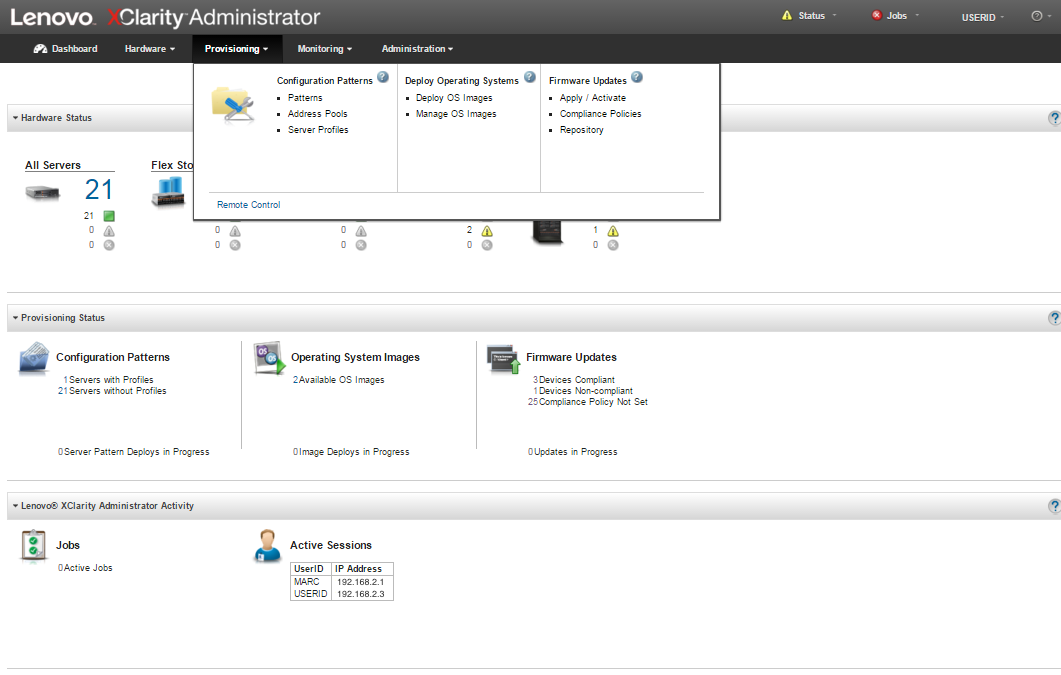 Lenovo. XClarity Administrator
Status
Jobs
USERID
Dashboard
Hardware
Provisioning
Monitoring
Administration
Configuration Patterns
Patterns
Address Pools
Server Profiles
Deploy Operating Systems
Deploy OS Images
Manage OS Images
Firmware Updates
Apply / Activate
Compliance Policies
Repository
Remote Control
Hardware Status
All Servers
21
21
0
0
Flex Sto
0
0
0
0
2
0
1
0
Provisioning Status
Configuration Patterns
1 Servers with Profiles
21 Servers without Profiles
0 Server Pattern Deploys in Progress
Operating System Images
2 Available OS Images
0 Image Deploys in Progress
Firmware Updates
3 Devices Compliant
1 Devices Non-compliant
25 Compliance Policy Not Set
0 Updates in Progress
Lenovo® XClarity Administrator Activity
Jobs
0 Active Jobs
Active Sessions
UserID IP Address
MARC 192.168.2.1
USERID 192.168.2.3